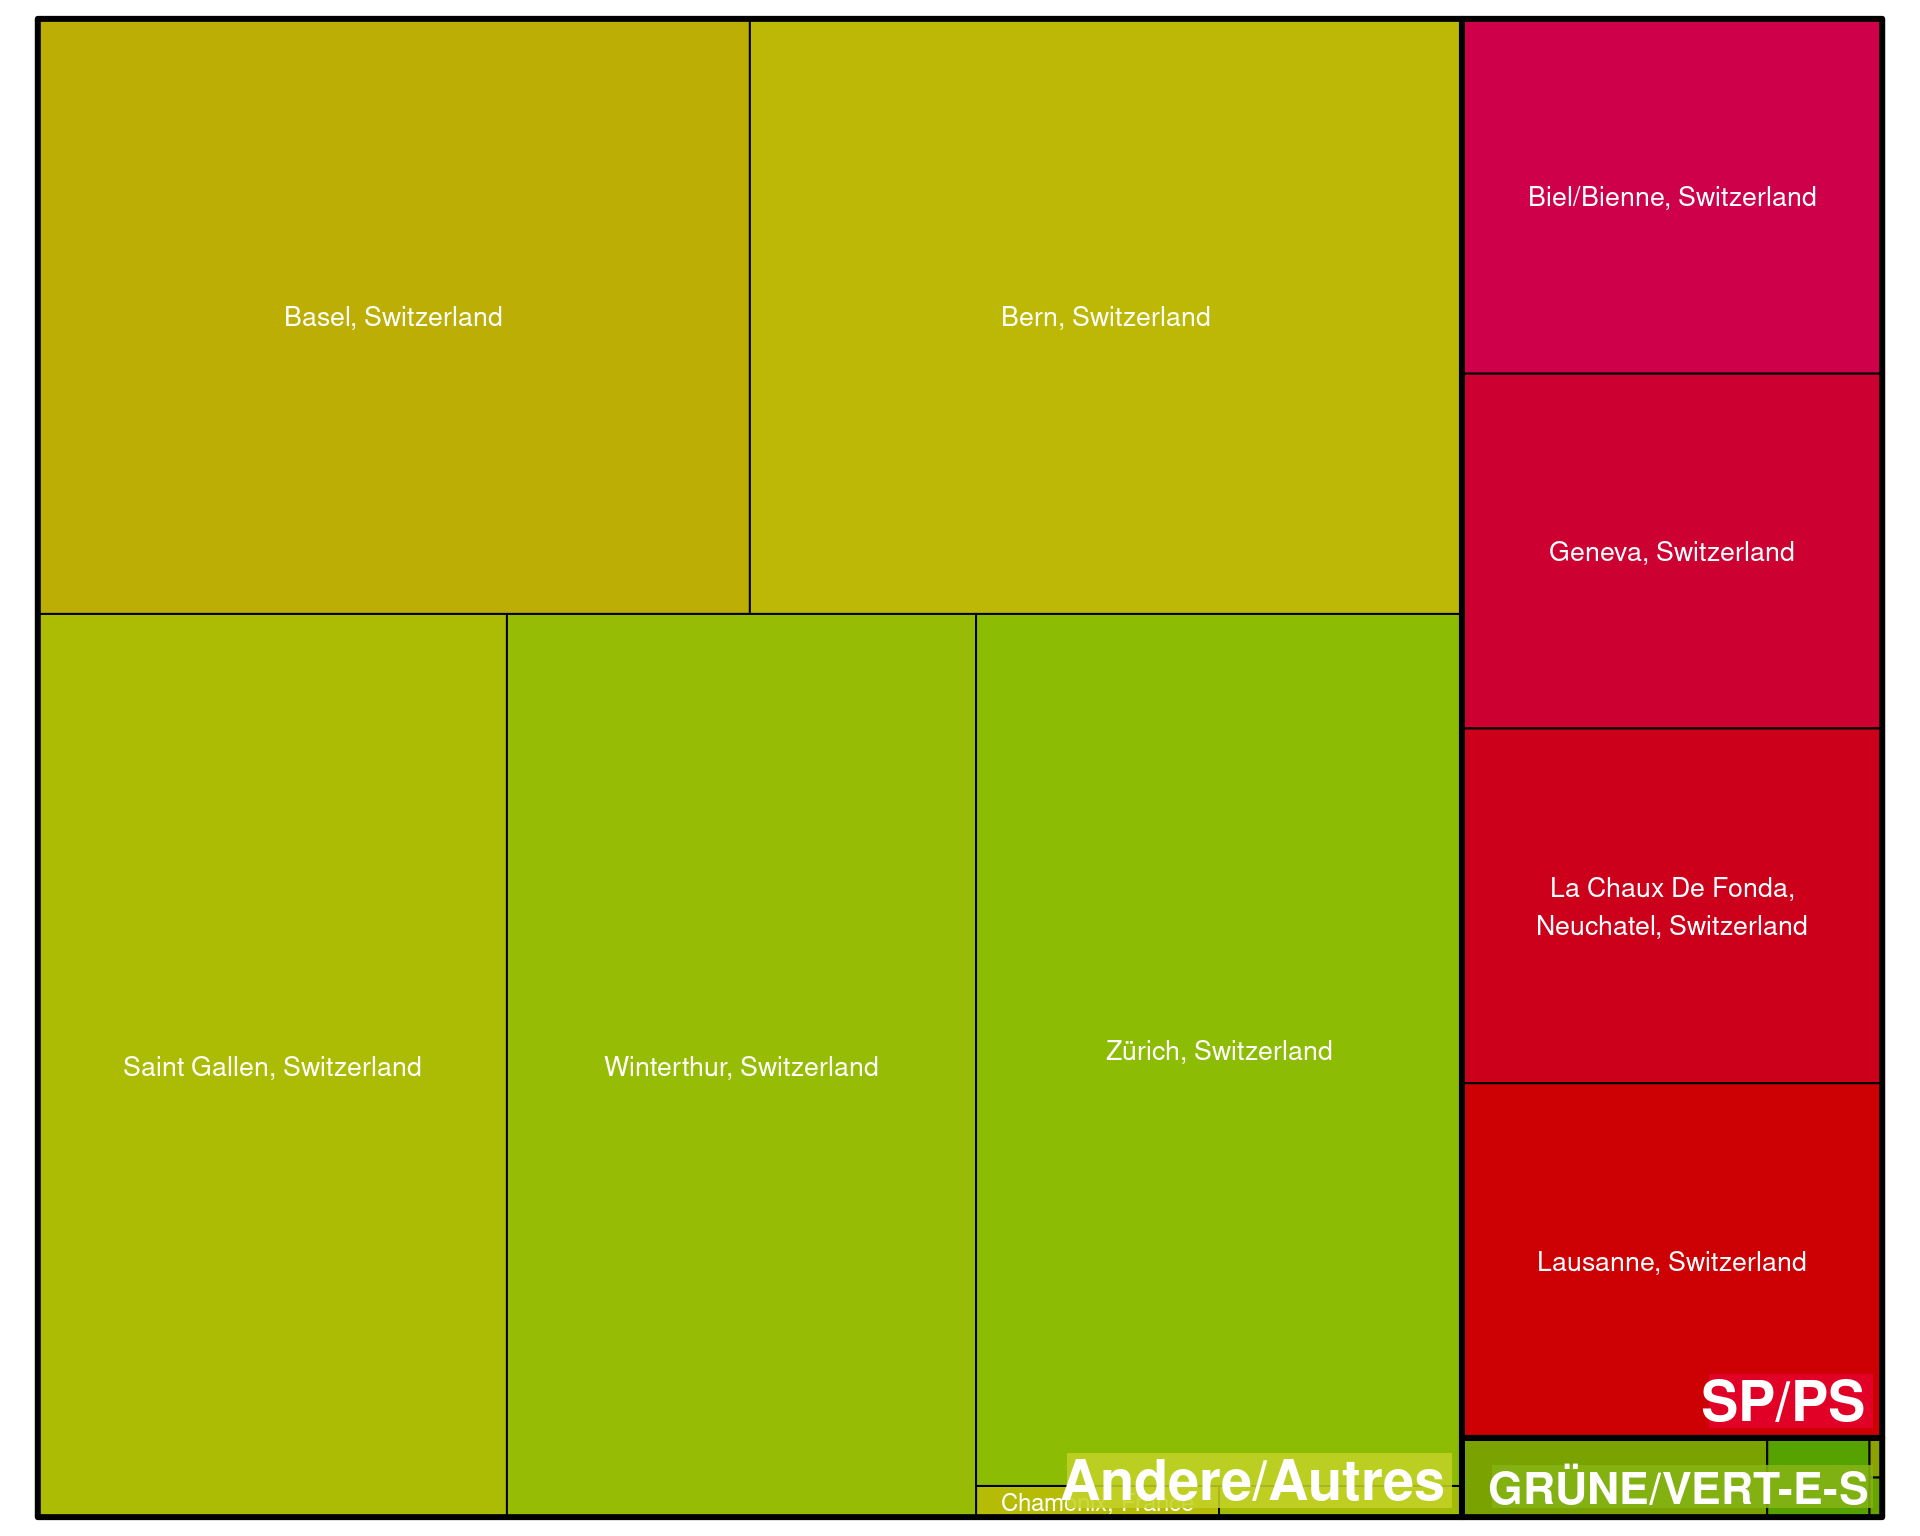 Basel, Switzerland
Bern, Switzerland
Biel/Bienne, Switzerland
Geneva, Switzerland
La Chaux De Fonda,
Neuchatel, Switzerland
Saint Gallen, Switzerland
Winterthur, Switzerland
Zürich, Switzerland
Lausanne, Switzerland
SP/PS
Andere/Autres
GRÜNE/VERT-E-S
Chamonix, France